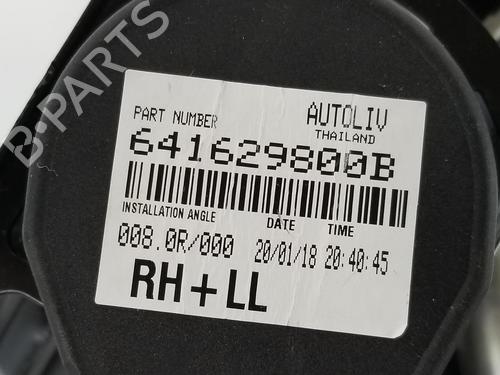 B-PARTS
PART NUMBER AUTOLIV
THAILAND
641629800B
INSTALLATION ANGLE DATE TIME
008.0R/000 20/01/18 20:40:45
RH+LL